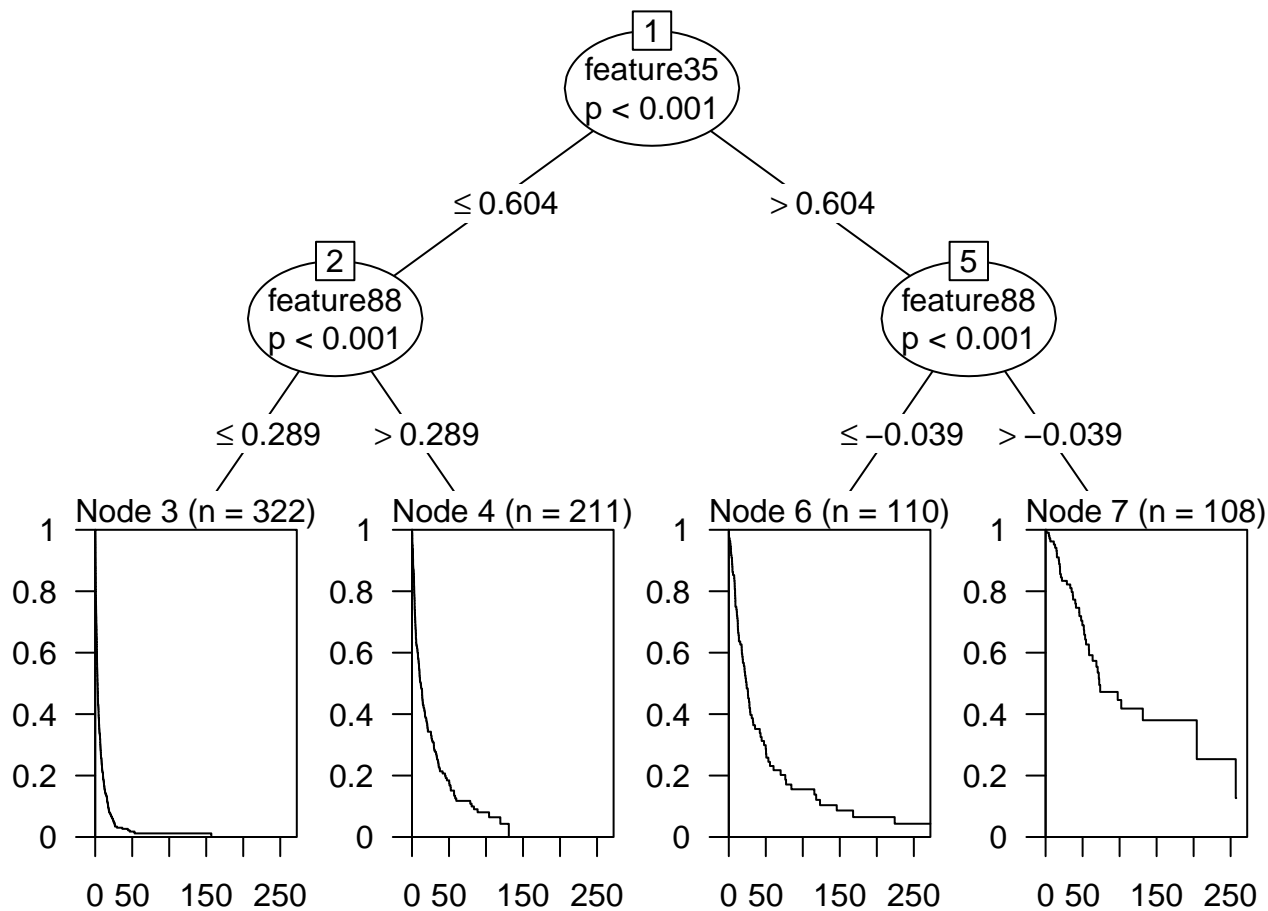 1
feature35
p < 0.001
≤ 0.604
> 0.604
2
feature88
p < 0.001
5
feature88
p < 0.001
≤ 0.289
> 0.289
≤ −0.039
> −0.039
Node 3 (n = 322)
1
0.8
0.6
0.4
0.2
0
0 50 150 250
Node 4 (n = 211)
1
0.8
0.6
0.4
0.2
0
0 50 150 250
Node 6 (n = 110)
1
0.8
0.6
0.4
0.2
0
0 50 150 250
Node 7 (n = 108)
1
0.8
0.6
0.4
0.2
0
0 50 150 250